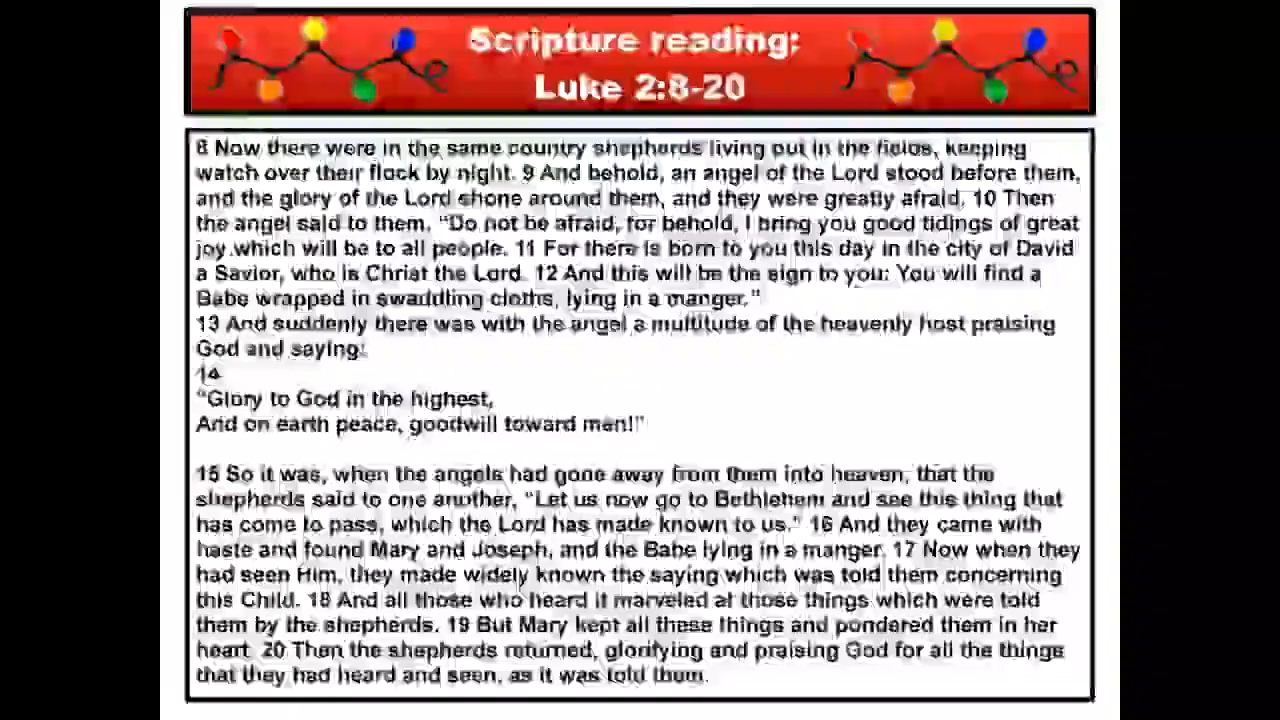 Scripture reading:
Luke 2:8-20
8 Now there were in the same country shepherds living out in the fields, keeping
watch over their flock by night. 9 And behold, an angel of the Lord stood before them,
and the glory of the Lord shone around them, and they were greatly afraid. 10 Then
the angel said to them, “Do not be afraid, for behold, I bring you good tidings of great
joy which will be to all people. 11 For there is born to you this day in the city of David
a Savior, who is Christ the Lord. 12 And this will be the sign to you: You will find a
Babe wrapped in swaddling cloths, lying in a manger.”
13 And suddenly there was with the angel a multitude of the heavenly host praising
God and saying:
14
“Glory to God in the highest,
And on earth peace, goodwill toward men!”
15 So it was, when the angels had gone away from them into heaven, that the
shepherds said to one another, “Let us now go to Bethlehem and see this thing that
has come to pass, which the Lord has made known to us.” 16 And they came with
haste and found Mary and Joseph, and the Babe lying in a manger. 17 Now when they
had seen Him, they made widely known the saying which was told them concerning
this Child. 18 And all those who heard it marveled at those things which were told
them by the shepherds. 19 But Mary kept all these things and pondered them in her
heart. 20 Then the shepherds returned, glorifying and praising God for all the things
that they had heard and seen, as it was told them.